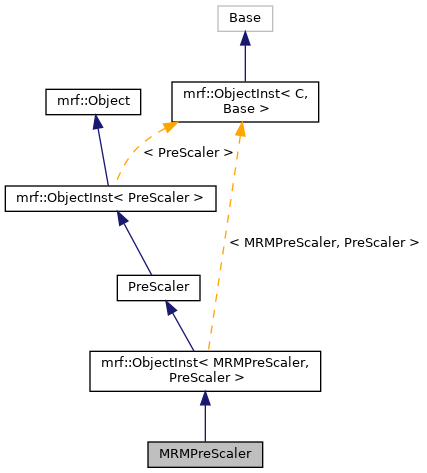 Base
mrf::ObjectInst< C,
Base >
mrf::Object
< PreScaler >
mrf::ObjectInst< PreScaler >
< MRMPreScaler, PreScaler >
PreScaler
mrf::ObjectInst< MRMPreScaler,
PreScaler >
MRMPreScaler